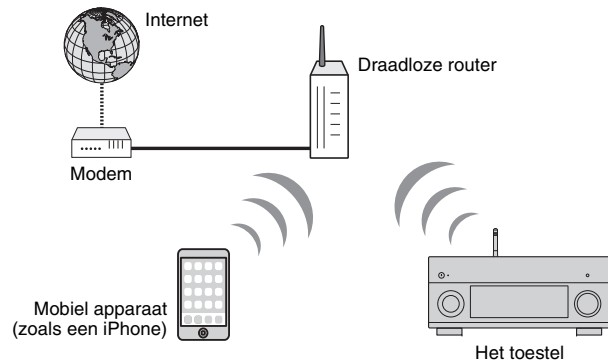 Internet
Draadloze router
Modem
Mobiel apparaat
(zoals een iPhone)
Het toestel